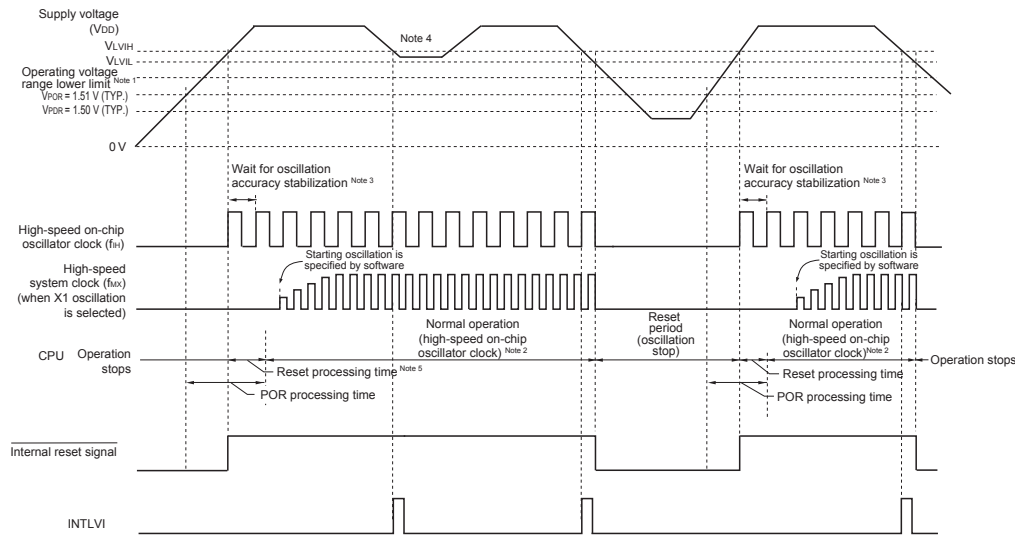 Supply voltage
(VDD)
Note 4
VLVIH
VLVIL
Operating voltage
range lower limit Note 1
VPOR = 1.51 V (TYP.)
VPDR = 1.50 V (TYP.)
0 V
Wait for oscillation
accuracy stabilization Note 3
Wait for oscillation
accuracy stabilization Note 3
High-speed on-chip
oscillator clock (fIH)
Starting oscillation is
specified by software
Starting oscillation is
specified by software
High-speed
system clock (fMX)
(when X1 oscillation
is selected)
Normal operation
(high-speed on-chip
oscillator clock) Note 2
Reset
period
(oscillation
stop)
Normal operation
(high-speed on-chip
oscillator clock) Note 2
CPU
Operation
stops
Operation stops
Reset processing time Note 5
Reset processing time
POR processing time
POR processing time
Internal reset signal
INTLVI